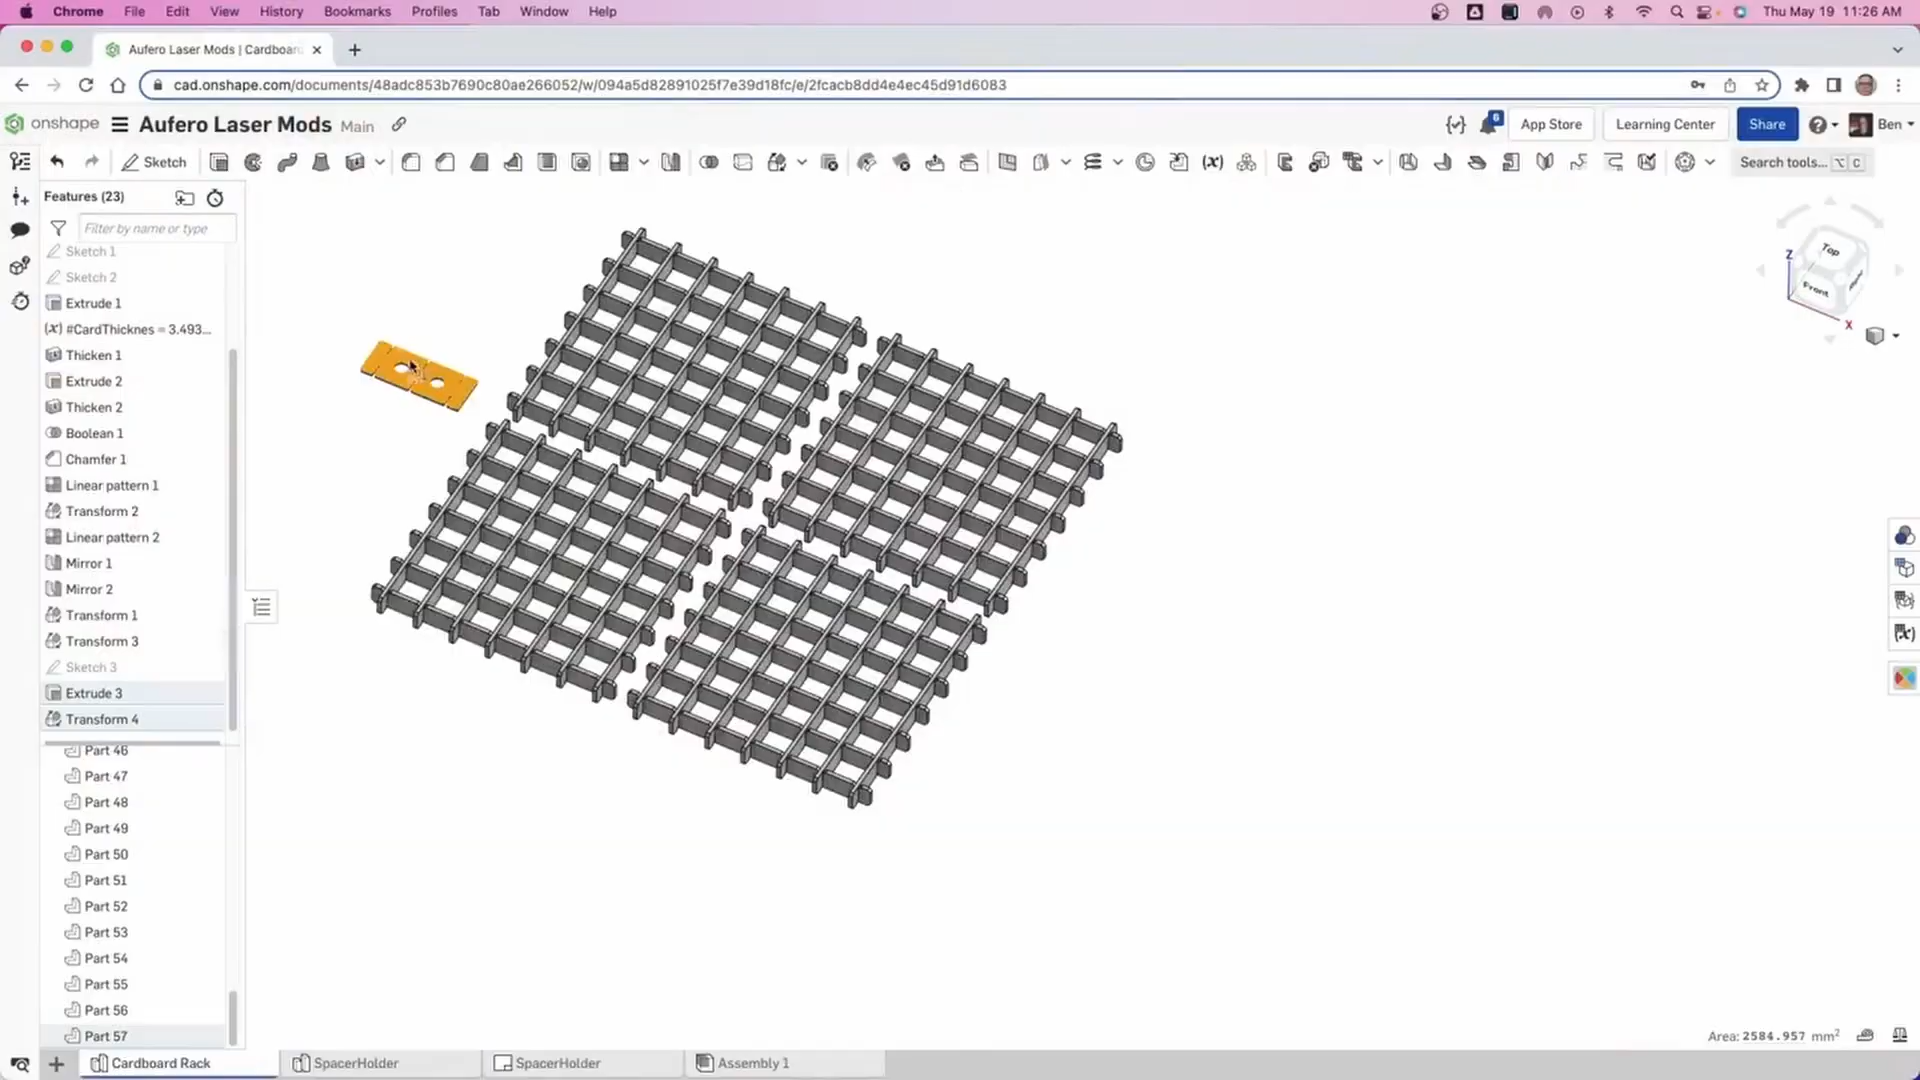 Chrome File Edit View History Bookmarks Profiles Tab Window Help Thu May 19 11:26 AM
Aufero Laser Mods | Cardboar
cad.onshape.com/documents/48adc853b7690c80ae266052/w/094a5d82891025f7e39d18fc/e/2fcacb8dd4e4ec45d91d6083
onshape Aufero Laser Mods Main 6 App Store Learning Center Share Ben
Sketch (x) Search tools... ⌥ C
Features (23)
Filter by name or type
Sketch 1
Sketch 2
Extrude 1
(x) #CardThicknes = 3.493...
Thicken 1
Extrude 2
Thicken 2
Boolean 1
Chamfer 1
Linear pattern 1
Transform 2
Linear pattern 2
Mirror 1
Mirror 2
Transform 1
Transform 3
Sketch 3
Extrude 3
Transform 4
Part 46
Part 47
Part 48
Part 49
Part 50
Part 51
Part 52
Part 53
Part 54
Part 55
Part 56
Part 57
Top
Z
Front
Right
X
(x)
Area: 2584.957 mm²
Cardboard Rack SpacerHolder SpacerHolder Assembly 1